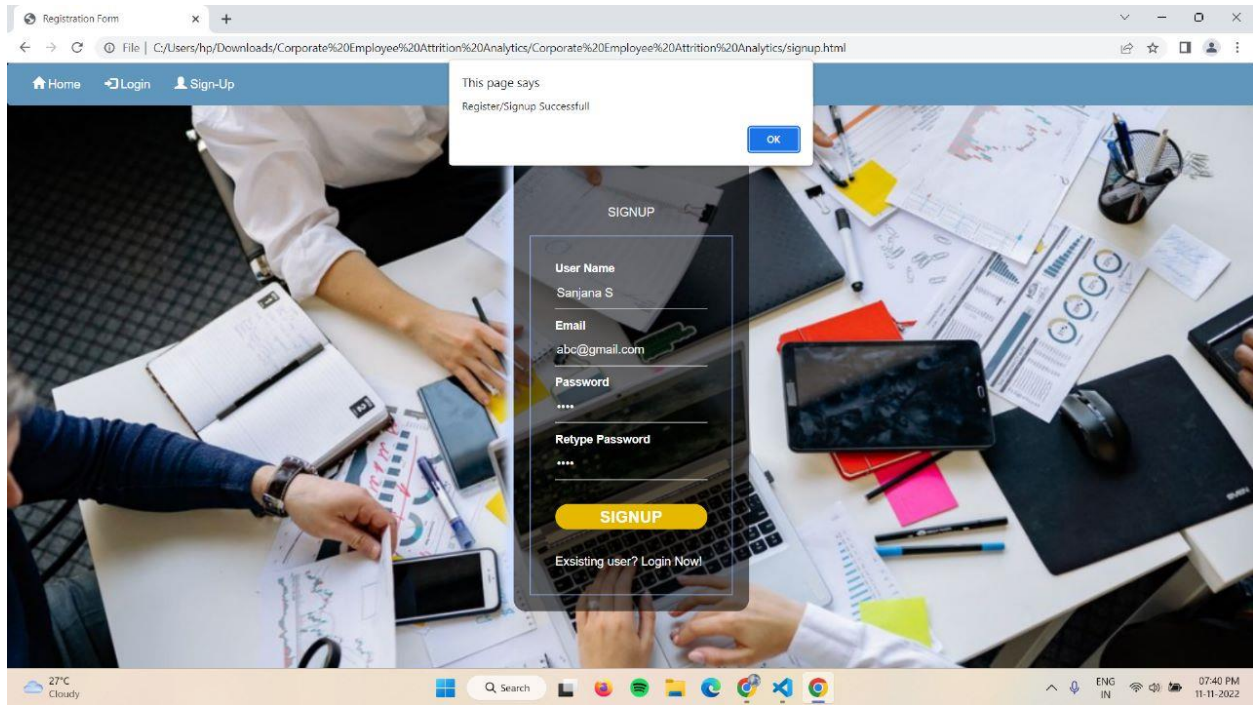 Registration Form
File | C:/Users/hp/Downloads/Corporate%20Employee%20Attrition%20Analytics/Corporate%20Employee%20Attrition%20Analytics/signup.html
Home Login Sign-Up
This page says
Register/Signup Successfull
OK
SIGNUP
User Name
Sanjana S
Email
abc@gmail.com
Password
••••
Retype Password
••••
SIGNUP
Exsisting user? Login Now!
27°C
Cloudy
Search
ENG
IN
07:40 PM
11-11-2022